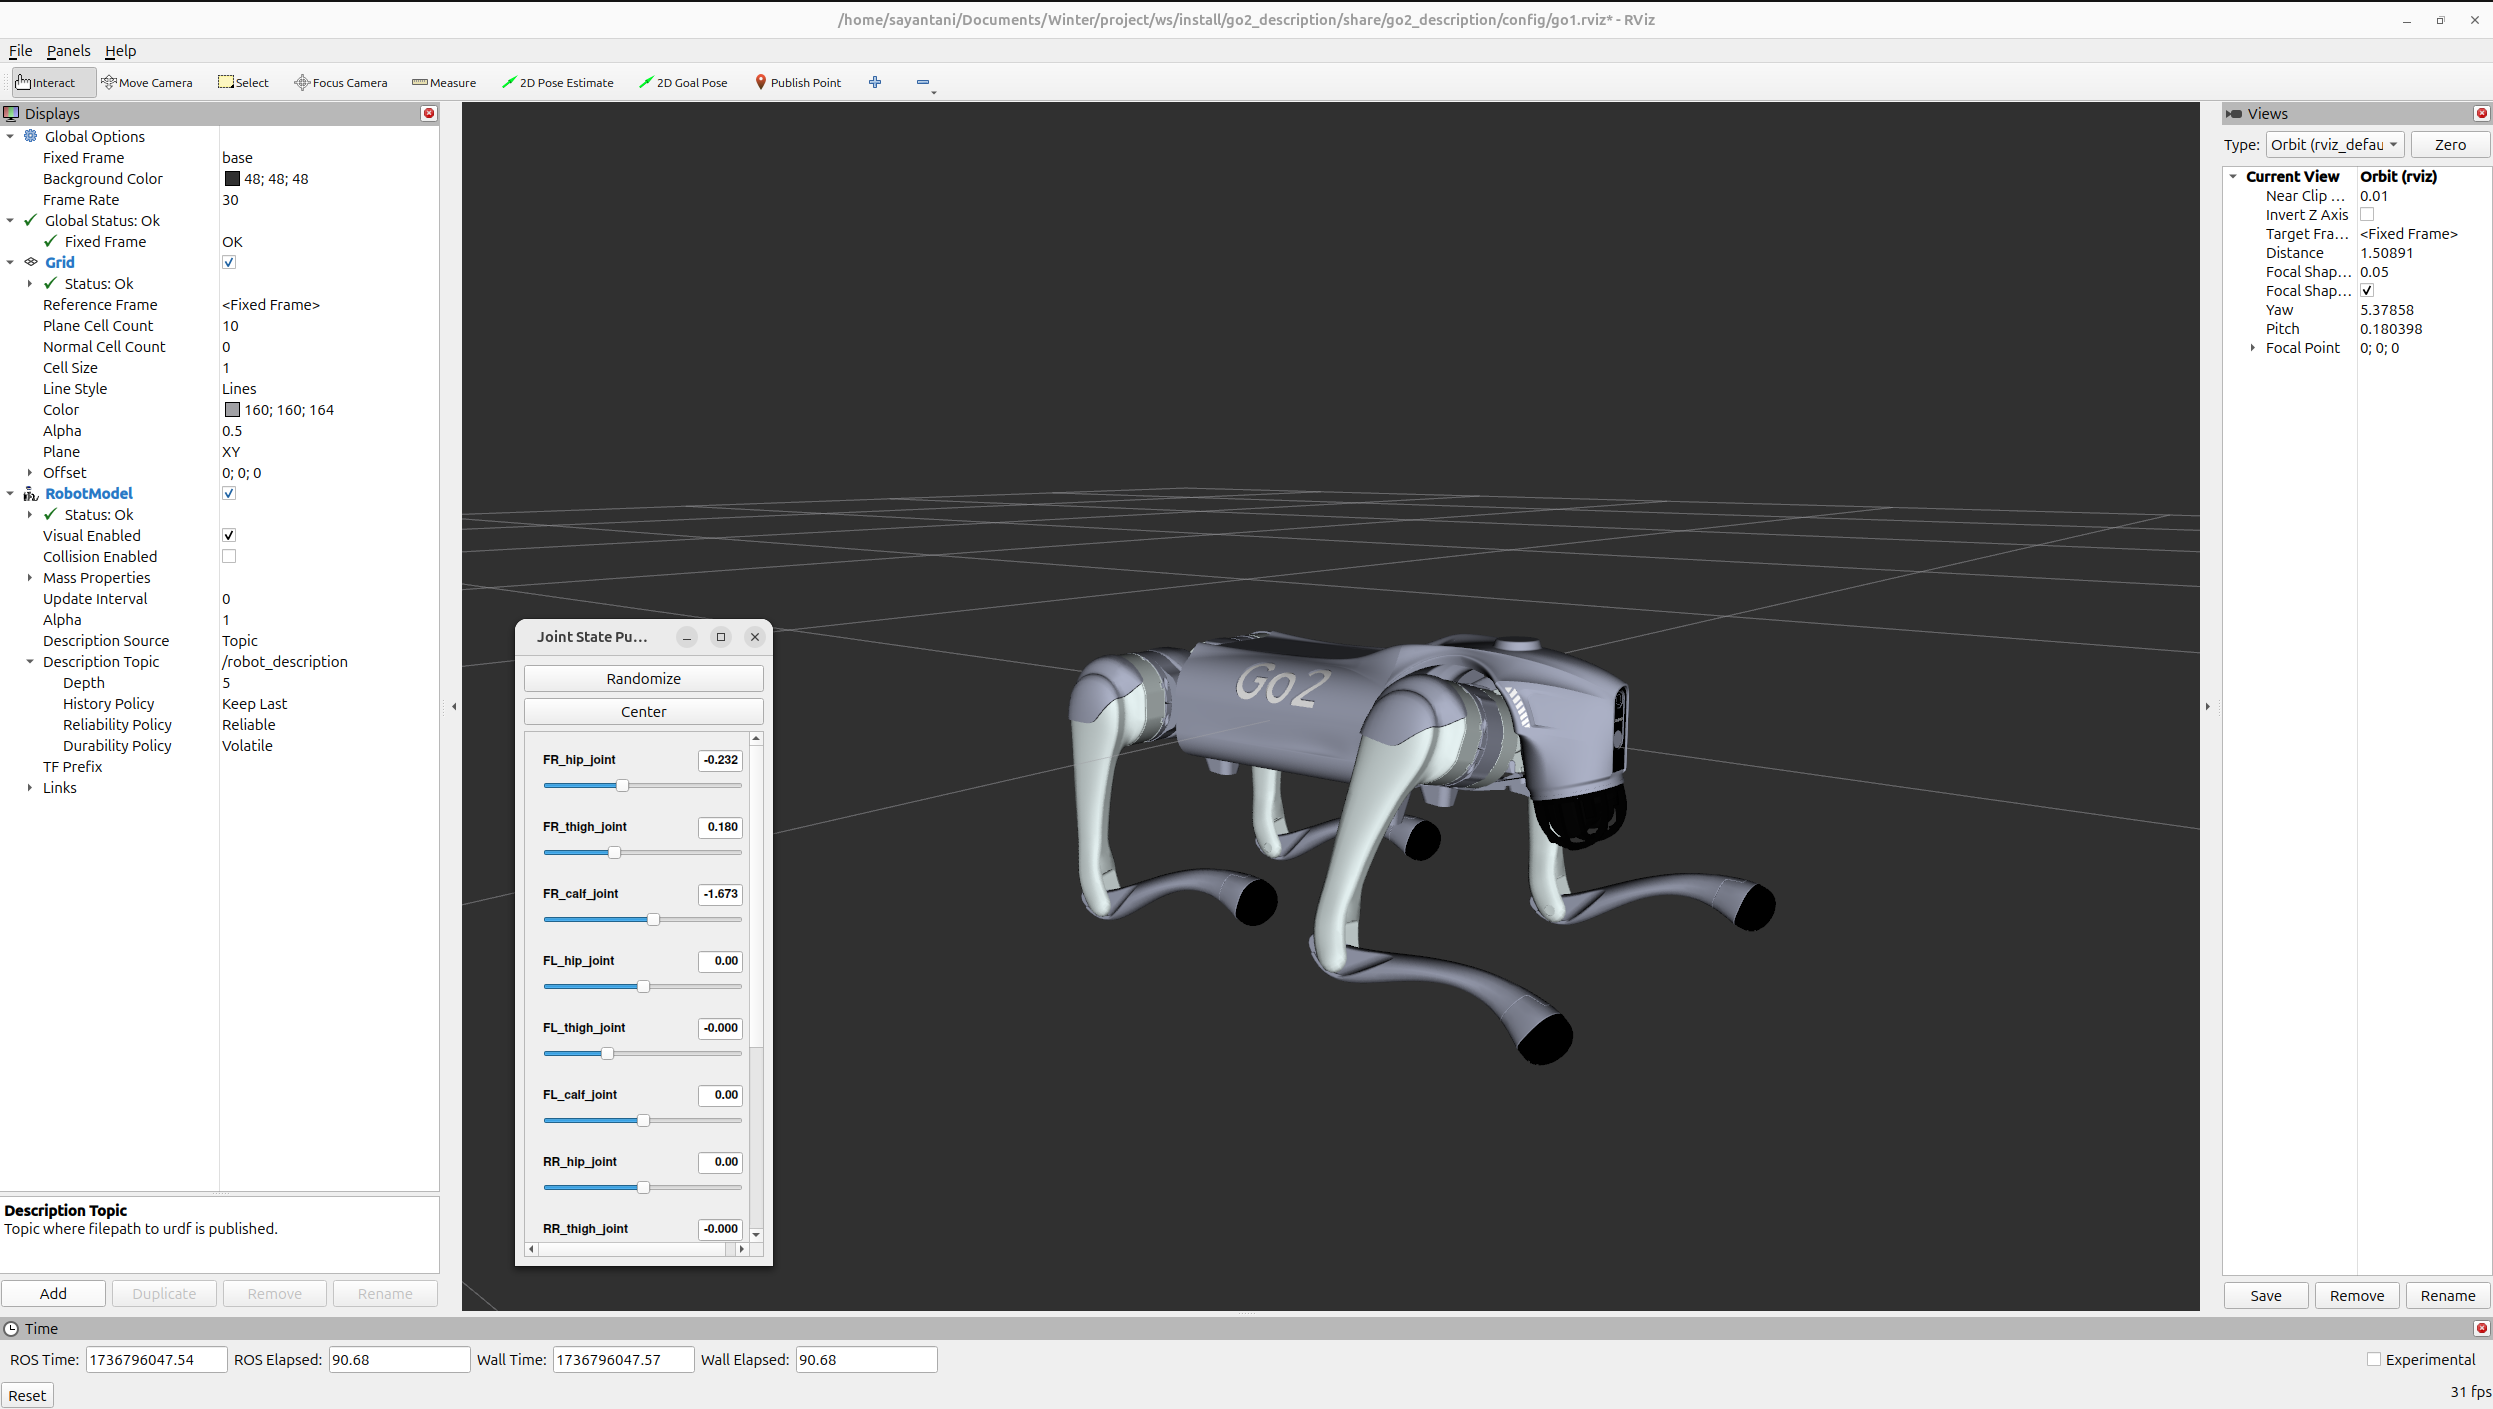 /home/sayantani/Documents/Winter/project/ws/install/go2_description/share/go2_description/config/go1.rviz* - RViz
File Panels Help
Interact Move Camera Select Focus Camera Measure 2D Pose Estimate 2D Goal Pose Publish Point
Displays
Global Options
Fixed Frame base
Background Color 48; 48; 48
Frame Rate 30
Global Status: Ok
Fixed Frame OK
Grid
Status: Ok
Reference Frame <Fixed Frame>
Plane Cell Count 10
Normal Cell Count 0
Cell Size 1
Line Style Lines
Color 160; 160; 164
Alpha 0.5
Plane XY
Offset 0; 0; 0
RobotModel
Status: Ok
Visual Enabled
Collision Enabled
Mass Properties
Update Interval 0
Alpha 1
Description Source Topic
Description Topic /robot_description
Depth 5
History Policy Keep Last
Reliability Policy Reliable
Durability Policy Volatile
TF Prefix
Links
Description Topic
Topic where filepath to urdf is published.
Add Duplicate Remove Rename
Joint State Pu...
Randomize
Center
FR_hip_joint -0.232
FR_thigh_joint 0.180
FR_calf_joint -1.673
FL_hip_joint 0.00
FL_thigh_joint -0.000
FL_calf_joint 0.00
RR_hip_joint 0.00
RR_thigh_joint -0.000
Go2
Views
Type: Orbit (rviz_defau Zero
Current View Orbit (rviz)
Near Clip ... 0.01
Invert Z Axis
Target Fra... <Fixed Frame>
Distance 1.50891
Focal Shap... 0.05
Focal Shap...
Yaw 5.37858
Pitch 0.180398
Focal Point 0; 0; 0
Save Remove Rename
Time
ROS Time: 1736796047.54 ROS Elapsed: 90.68 Wall Time: 1736796047.57 Wall Elapsed: 90.68 Experimental
Reset 31 fps